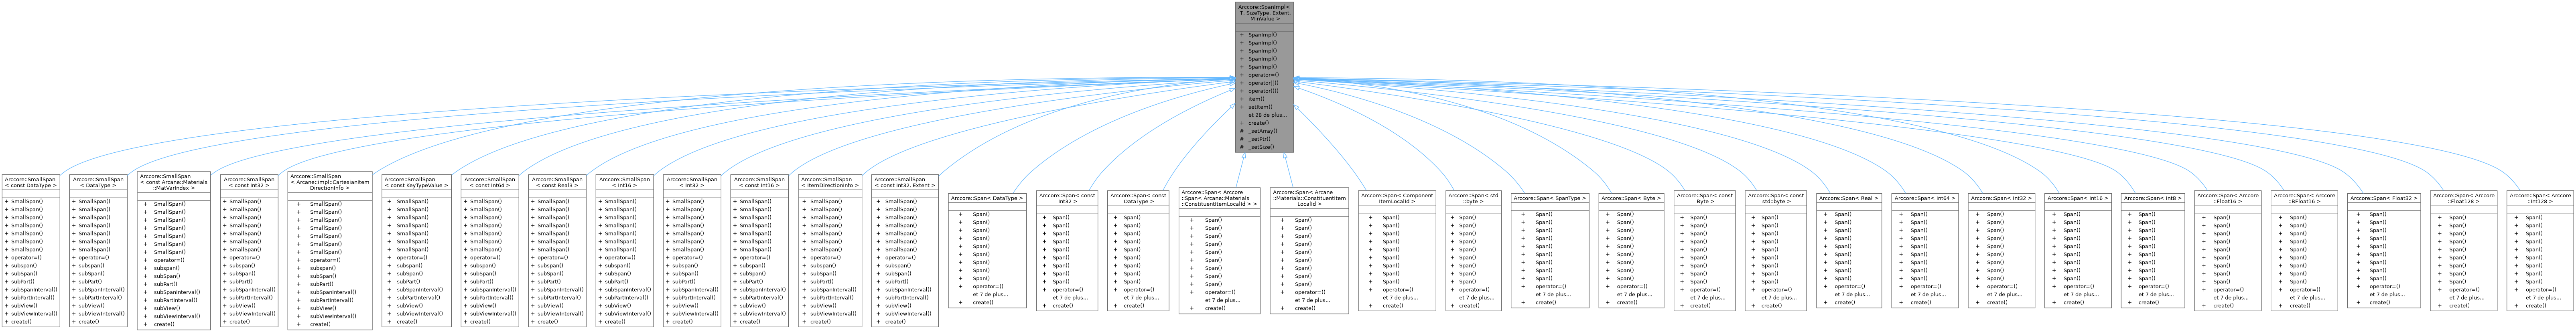 Arccore::SpanImpl<
T, SizeType, Extent,
MinValue >
+ SpanImpl()
+ SpanImpl()
+ SpanImpl()
+ SpanImpl()
+ SpanImpl()
+ operator=()
+ operator[]()
+ operator()()
+ item()
+ setItem()
et 28 de plus...
+ create()
# _setArray()
# _setPtr()
# _setSize()
Arccore::SmallSpan
< const DataType >
+ SmallSpan()
+ SmallSpan()
+ SmallSpan()
+ SmallSpan()
+ SmallSpan()
+ SmallSpan()
+ SmallSpan()
+ operator=()
+ subspan()
+ subSpan()
+ subPart()
+ subSpanInterval()
+ subPartInterval()
+ subView()
+ subViewInterval()
+ create()
Arccore::SmallSpan
< DataType >
+ SmallSpan()
+ SmallSpan()
+ SmallSpan()
+ SmallSpan()
+ SmallSpan()
+ SmallSpan()
+ SmallSpan()
+ operator=()
+ subspan()
+ subSpan()
+ subPart()
+ subSpanInterval()
+ subPartInterval()
+ subView()
+ subViewInterval()
+ create()
Arccore::SmallSpan
< const Arcane::Materials
::MatVarIndex >
+ SmallSpan()
+ SmallSpan()
+ SmallSpan()
+ SmallSpan()
+ SmallSpan()
+ SmallSpan()
+ SmallSpan()
+ operator=()
+ subspan()
+ subSpan()
+ subPart()
+ subSpanInterval()
+ subPartInterval()
+ subView()
+ subViewInterval()
+ create()
Arccore::SmallSpan
< const Int32 >
+ SmallSpan()
+ SmallSpan()
+ SmallSpan()
+ SmallSpan()
+ SmallSpan()
+ SmallSpan()
+ SmallSpan()
+ operator=()
+ subspan()
+ subSpan()
+ subPart()
+ subSpanInterval()
+ subPartInterval()
+ subView()
+ subViewInterval()
+ create()
Arccore::SmallSpan
< Arcane::impl::CartesianItem
DirectionInfo >
+ SmallSpan()
+ SmallSpan()
+ SmallSpan()
+ SmallSpan()
+ SmallSpan()
+ SmallSpan()
+ SmallSpan()
+ operator=()
+ subspan()
+ subSpan()
+ subPart()
+ subSpanInterval()
+ subPartInterval()
+ subView()
+ subViewInterval()
+ create()
Arccore::SmallSpan
< const KeyTypeValue >
+ SmallSpan()
+ SmallSpan()
+ SmallSpan()
+ SmallSpan()
+ SmallSpan()
+ SmallSpan()
+ SmallSpan()
+ operator=()
+ subspan()
+ subSpan()
+ subPart()
+ subSpanInterval()
+ subPartInterval()
+ subView()
+ subViewInterval()
+ create()
Arccore::SmallSpan
< const Int64 >
+ SmallSpan()
+ SmallSpan()
+ SmallSpan()
+ SmallSpan()
+ SmallSpan()
+ SmallSpan()
+ SmallSpan()
+ operator=()
+ subspan()
+ subSpan()
+ subPart()
+ subSpanInterval()
+ subPartInterval()
+ subView()
+ subViewInterval()
+ create()
Arccore::SmallSpan
< const Real3 >
+ SmallSpan()
+ SmallSpan()
+ SmallSpan()
+ SmallSpan()
+ SmallSpan()
+ SmallSpan()
+ SmallSpan()
+ operator=()
+ subspan()
+ subSpan()
+ subPart()
+ subSpanInterval()
+ subPartInterval()
+ subView()
+ subViewInterval()
+ create()
Arccore::SmallSpan
< Int16 >
+ SmallSpan()
+ SmallSpan()
+ SmallSpan()
+ SmallSpan()
+ SmallSpan()
+ SmallSpan()
+ SmallSpan()
+ operator=()
+ subspan()
+ subSpan()
+ subPart()
+ subSpanInterval()
+ subPartInterval()
+ subView()
+ subViewInterval()
+ create()
Arccore::SmallSpan
< Int32 >
+ SmallSpan()
+ SmallSpan()
+ SmallSpan()
+ SmallSpan()
+ SmallSpan()
+ SmallSpan()
+ SmallSpan()
+ operator=()
+ subspan()
+ subSpan()
+ subPart()
+ subSpanInterval()
+ subPartInterval()
+ subView()
+ subViewInterval()
+ create()
Arccore::SmallSpan
< const Int16 >
+ SmallSpan()
+ SmallSpan()
+ SmallSpan()
+ SmallSpan()
+ SmallSpan()
+ SmallSpan()
+ SmallSpan()
+ operator=()
+ subspan()
+ subSpan()
+ subPart()
+ subSpanInterval()
+ subPartInterval()
+ subView()
+ subViewInterval()
+ create()
Arccore::SmallSpan
< ItemDirectionInfo >
+ SmallSpan()
+ SmallSpan()
+ SmallSpan()
+ SmallSpan()
+ SmallSpan()
+ SmallSpan()
+ SmallSpan()
+ operator=()
+ subspan()
+ subSpan()
+ subPart()
+ subSpanInterval()
+ subPartInterval()
+ subView()
+ subViewInterval()
+ create()
Arccore::SmallSpan
< const Int32, Extent >
+ SmallSpan()
+ SmallSpan()
+ SmallSpan()
+ SmallSpan()
+ SmallSpan()
+ SmallSpan()
+ SmallSpan()
+ operator=()
+ subspan()
+ subSpan()
+ subPart()
+ subSpanInterval()
+ subPartInterval()
+ subView()
+ subViewInterval()
+ create()
Arccore::Span< DataType >
+ Span()
+ Span()
+ Span()
+ Span()
+ Span()
+ Span()
+ Span()
+ Span()
+ Span()
+ operator=()
et 7 de plus...
+ create()
Arccore::Span< const
Int32 >
+ Span()
+ Span()
+ Span()
+ Span()
+ Span()
+ Span()
+ Span()
+ Span()
+ Span()
+ operator=()
et 7 de plus...
+ create()
Arccore::Span< const
DataType >
+ Span()
+ Span()
+ Span()
+ Span()
+ Span()
+ Span()
+ Span()
+ Span()
+ Span()
+ operator=()
et 7 de plus...
+ create()
Arccore::Span< Arccore
::Span< Arcane::Materials
::ConstituentItemLocalId > >
+ Span()
+ Span()
+ Span()
+ Span()
+ Span()
+ Span()
+ Span()
+ Span()
+ Span()
+ operator=()
et 7 de plus...
+ create()
Arccore::Span< Arcane
::Materials::ConstituentItem
LocalId >
+ Span()
+ Span()
+ Span()
+ Span()
+ Span()
+ Span()
+ Span()
+ Span()
+ Span()
+ operator=()
et 7 de plus...
+ create()
Arccore::Span< Component
ItemLocalId >
+ Span()
+ Span()
+ Span()
+ Span()
+ Span()
+ Span()
+ Span()
+ Span()
+ Span()
+ operator=()
et 7 de plus...
+ create()
Arccore::Span< std
::byte >
+ Span()
+ Span()
+ Span()
+ Span()
+ Span()
+ Span()
+ Span()
+ Span()
+ Span()
+ operator=()
et 7 de plus...
+ create()
Arccore::Span< SpanType >
+ Span()
+ Span()
+ Span()
+ Span()
+ Span()
+ Span()
+ Span()
+ Span()
+ Span()
+ operator=()
et 7 de plus...
+ create()
Arccore::Span< Byte >
+ Span()
+ Span()
+ Span()
+ Span()
+ Span()
+ Span()
+ Span()
+ Span()
+ Span()
+ operator=()
et 7 de plus...
+ create()
Arccore::Span< const
Byte >
+ Span()
+ Span()
+ Span()
+ Span()
+ Span()
+ Span()
+ Span()
+ Span()
+ Span()
+ operator=()
et 7 de plus...
+ create()
Arccore::Span< const
std::byte >
+ Span()
+ Span()
+ Span()
+ Span()
+ Span()
+ Span()
+ Span()
+ Span()
+ Span()
+ operator=()
et 7 de plus...
+ create()
Arccore::Span< Real >
+ Span()
+ Span()
+ Span()
+ Span()
+ Span()
+ Span()
+ Span()
+ Span()
+ Span()
+ operator=()
et 7 de plus...
+ create()
Arccore::Span< Int64 >
+ Span()
+ Span()
+ Span()
+ Span()
+ Span()
+ Span()
+ Span()
+ Span()
+ Span()
+ operator=()
et 7 de plus...
+ create()
Arccore::Span< Int32 >
+ Span()
+ Span()
+ Span()
+ Span()
+ Span()
+ Span()
+ Span()
+ Span()
+ Span()
+ operator=()
et 7 de plus...
+ create()
Arccore::Span< Int16 >
+ Span()
+ Span()
+ Span()
+ Span()
+ Span()
+ Span()
+ Span()
+ Span()
+ Span()
+ operator=()
et 7 de plus...
+ create()
Arccore::Span< Int8 >
+ Span()
+ Span()
+ Span()
+ Span()
+ Span()
+ Span()
+ Span()
+ Span()
+ Span()
+ operator=()
et 7 de plus...
+ create()
Arccore::Span< Arccore
::Float16 >
+ Span()
+ Span()
+ Span()
+ Span()
+ Span()
+ Span()
+ Span()
+ Span()
+ Span()
+ operator=()
et 7 de plus...
+ create()
Arccore::Span< Arccore
::BFloat16 >
+ Span()
+ Span()
+ Span()
+ Span()
+ Span()
+ Span()
+ Span()
+ Span()
+ Span()
+ operator=()
et 7 de plus...
+ create()
Arccore::Span< Float32 >
+ Span()
+ Span()
+ Span()
+ Span()
+ Span()
+ Span()
+ Span()
+ Span()
+ Span()
+ operator=()
et 7 de plus...
+ create()
Arccore::Span< Arccore
::Float128 >
+ Span()
+ Span()
+ Span()
+ Span()
+ Span()
+ Span()
+ Span()
+ Span()
+ Span()
+ operator=()
et 7 de plus...
+ create()
Arccore::Span< Arccore
::Int128 >
+ Span()
+ Span()
+ Span()
+ Span()
+ Span()
+ Span()
+ Span()
+ Span()
+ Span()
+ operator=()
et 7 de plus...
+ create()